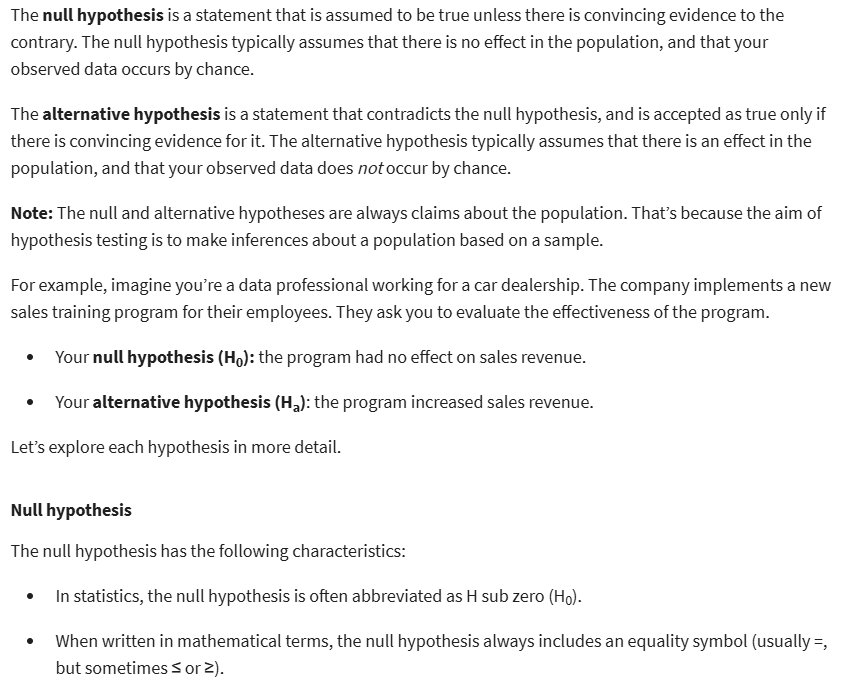 The null hypothesis is a statement that is assumed to be true unless there is convincing evidence to the
contrary. The null hypothesis typically assumes that there is no effect in the population, and that your
observed data occurs by chance.
The alternative hypothesis is a statement that contradicts the null hypothesis, and is accepted as true only if
there is convincing evidence for it. The alternative hypothesis typically assumes that there is an effect in the
population, and that your observed data does not occur by chance.
Note: The null and alternative hypotheses are always claims about the population. That’s because the aim of
hypothesis testing is to make inferences about a population based on a sample.
For example, imagine you’re a data professional working for a car dealership. The company implements a new
sales training program for their employees. They ask you to evaluate the effectiveness of the program.
• Your null hypothesis (H₀): the program had no effect on sales revenue.
• Your alternative hypothesis (Hₐ): the program increased sales revenue.
Let’s explore each hypothesis in more detail.
Null hypothesis
The null hypothesis has the following characteristics:
• In statistics, the null hypothesis is often abbreviated as H sub zero (H₀).
• When written in mathematical terms, the null hypothesis always includes an equality symbol (usually =,
but sometimes ≤ or ≥).